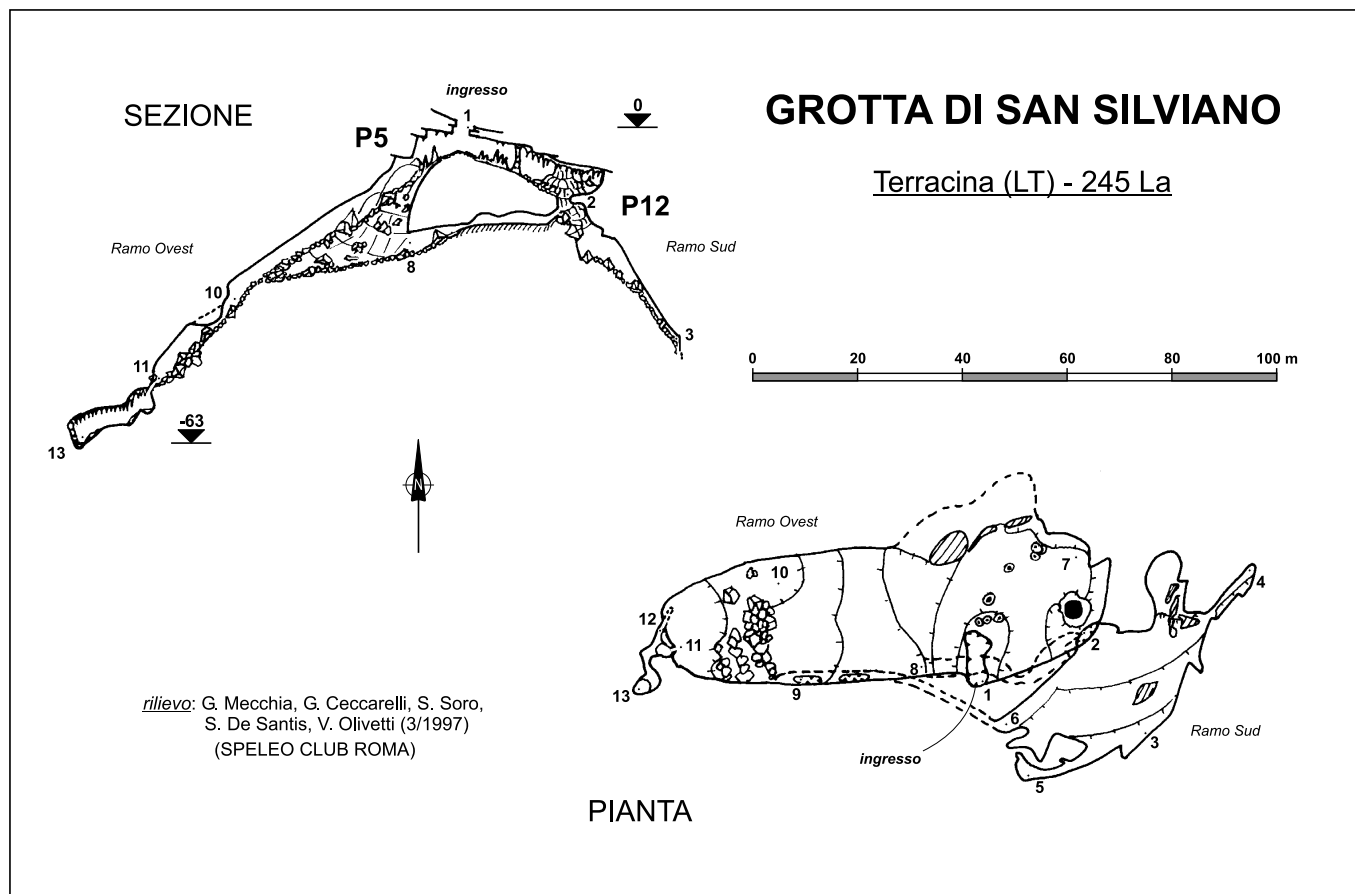 GROTTA DI SAN SILVIANO
Terracina (LT) - 245 La
SEZIONE
ingresso
1
0
P5
2
P12
Ramo Ovest
Ramo Sud
8
10
3
11
-63
13
0 20 40 60 80 100 m
N
Ramo Ovest
7
10
4
12
11
2
8
13
9
1
6
Ramo Sud
3
ingresso
5
rilievo: G. Mecchia, G. Ceccarelli, S. Soro,
S. De Santis, V. Olivetti (3/1997)
(SPELEO CLUB ROMA)
PIANTA